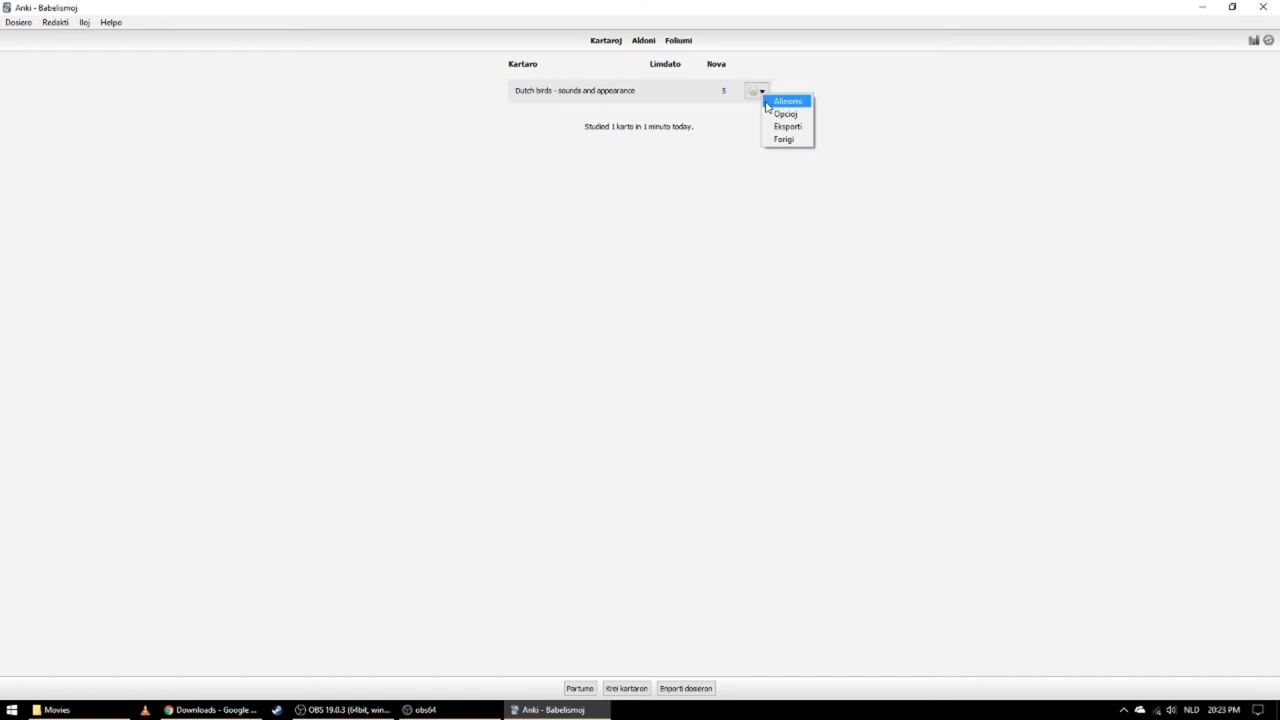 Anki - Babelismoj
Dosiero Redakti Iloj Helpo
Kartaroj Aldoni Foliumi
Kartaro Limdato Nova
Dutch birds - sounds and appearance 5
Alinomi
Opcioj
Eksporti
Forigi
Studied 1 karto in 1 minuto today.
Partumo Krei kartaron Enporti dosieron
Movies Downloads - Google ... OBS 19.0.3 (64bit, win... obs64 Anki - Babelismoj NLD 20:23 PM